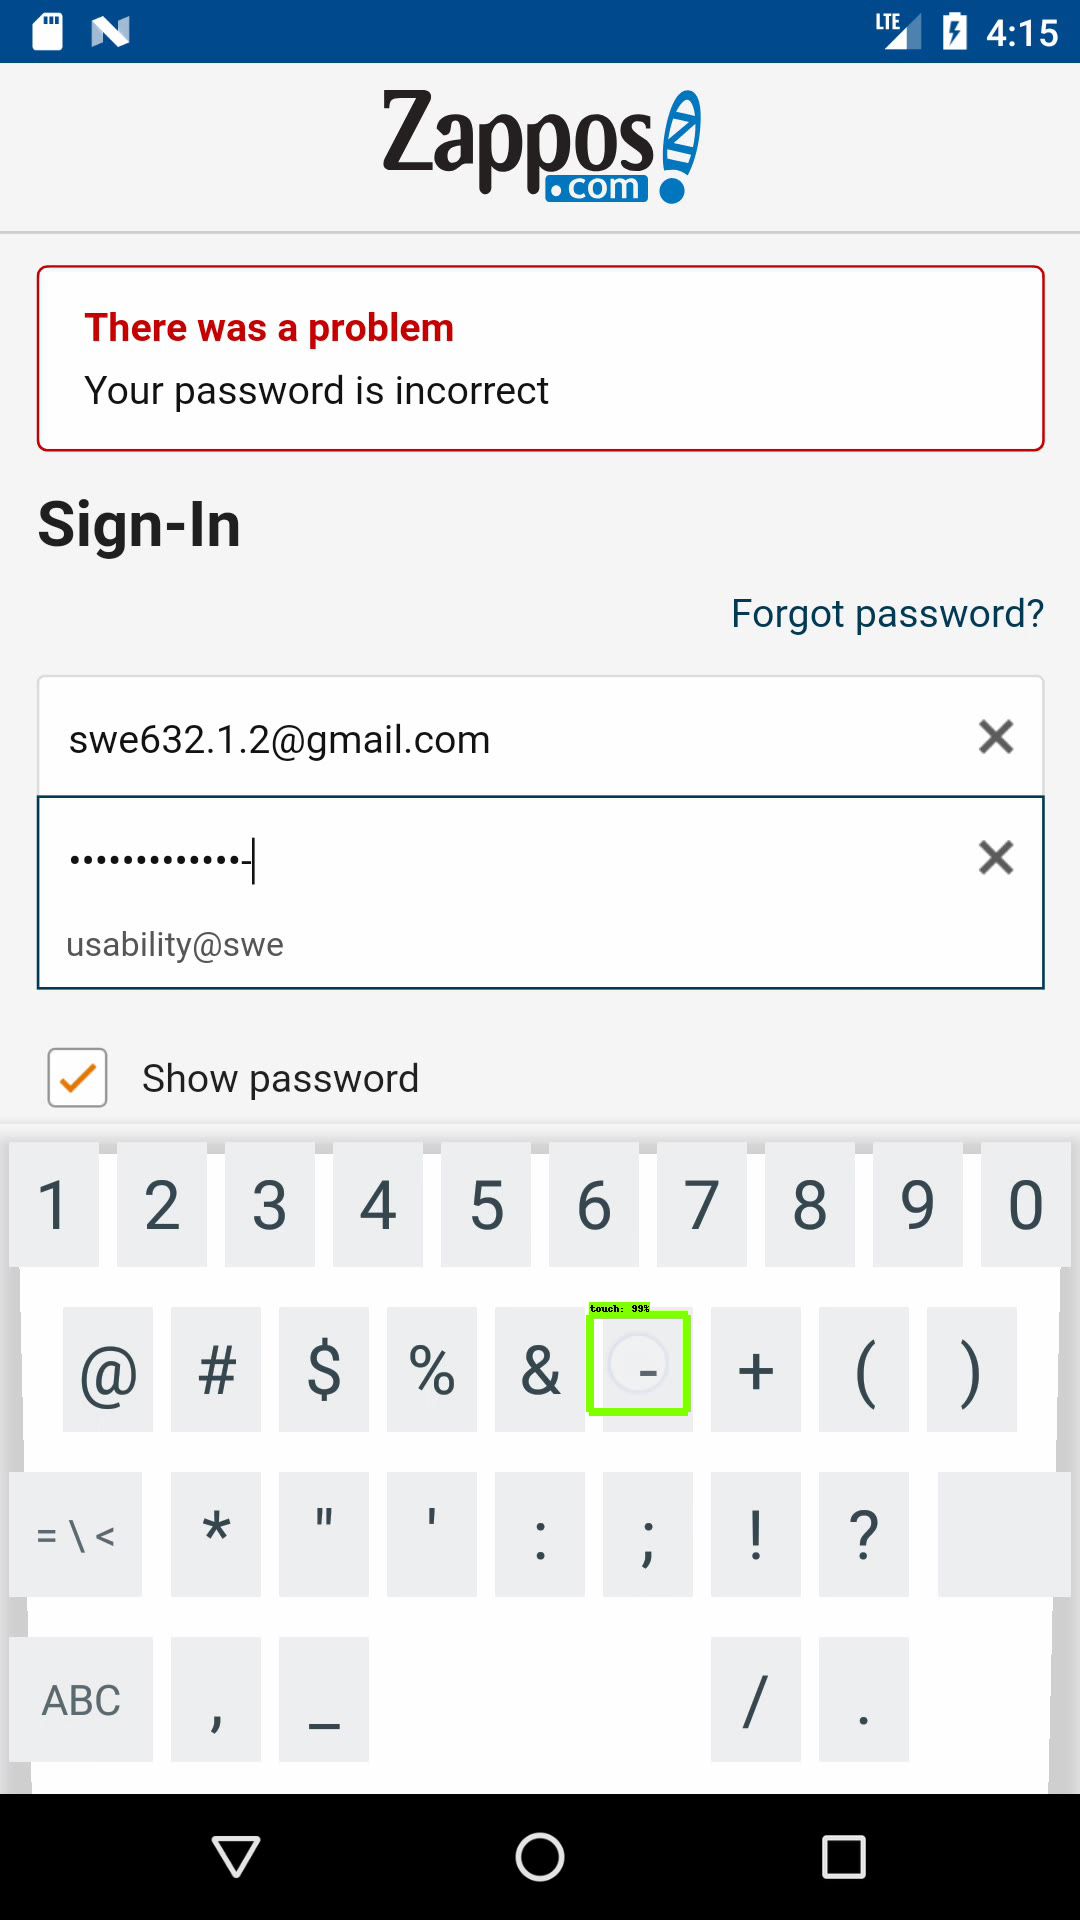 LTE 4:15
Zappos
.com
There was a problem
Your password is incorrect
Sign-In
Forgot password?
swe632.1.2@gmail.com
•••••••••••••-
usability@swe
Show password
1 2 3 4 5 6 7 8 9 0
touch: 99%
@ # $ % & - + ( )
= \ < * " ' : ; ! ?
ABC , _ / .